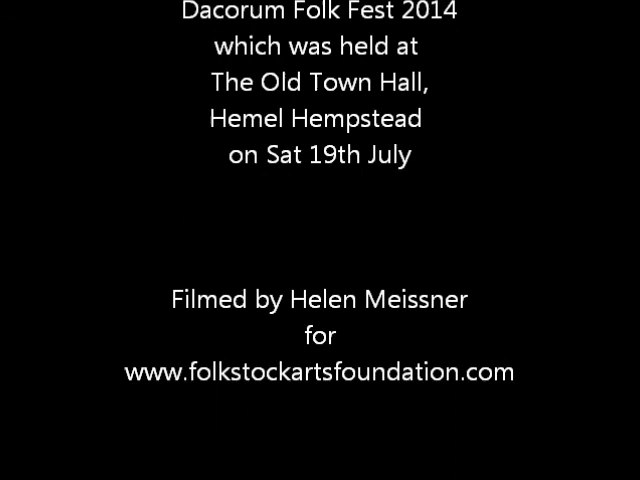 Dacorum Folk Fest 2014
which was held at
The Old Town Hall,
Hemel Hempstead
on Sat 19th July
Filmed by Helen Meissner
for
www.folkstockartsfoundation.com